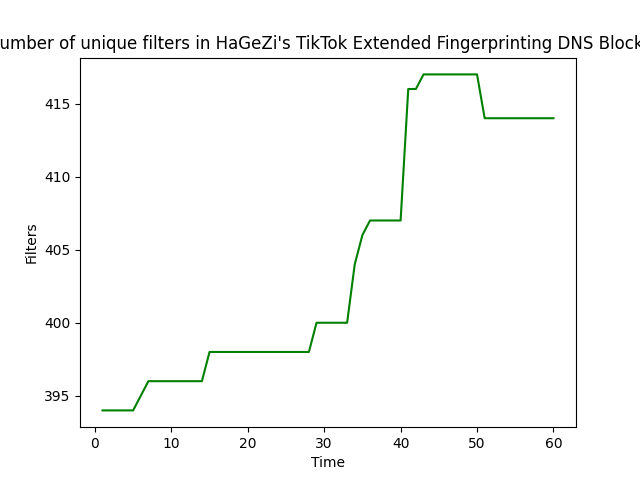 umber of unique filters in HaGeZi's TikTok Extended Fingerprinting DNS Block
415
410
405
400
395
Filters
0 10 20 30 40 50 60
Time